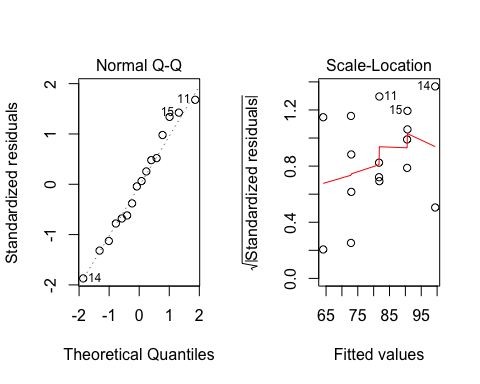 Normal Q-Q
Standardized residuals
2
1
0
-1
-2
11
15
14
-2 -1 0 1 2
Theoretical Quantiles
Scale-Location
√|Standardized residuals|
1.2
0.8
0.4
0.0
14
11
15
65 75 85 95
Fitted values